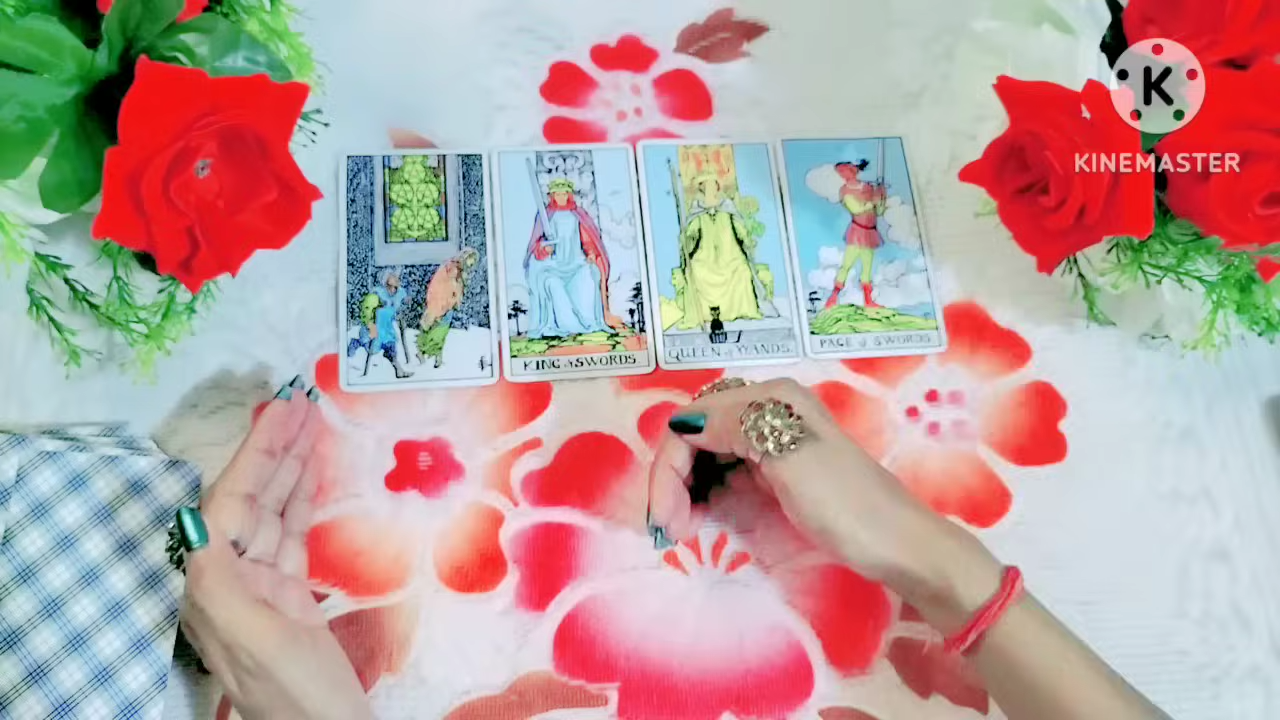 K
KINEMASTER
KING of SWORDS.
QUEEN of WANDS.
PAGE of SWORDS.